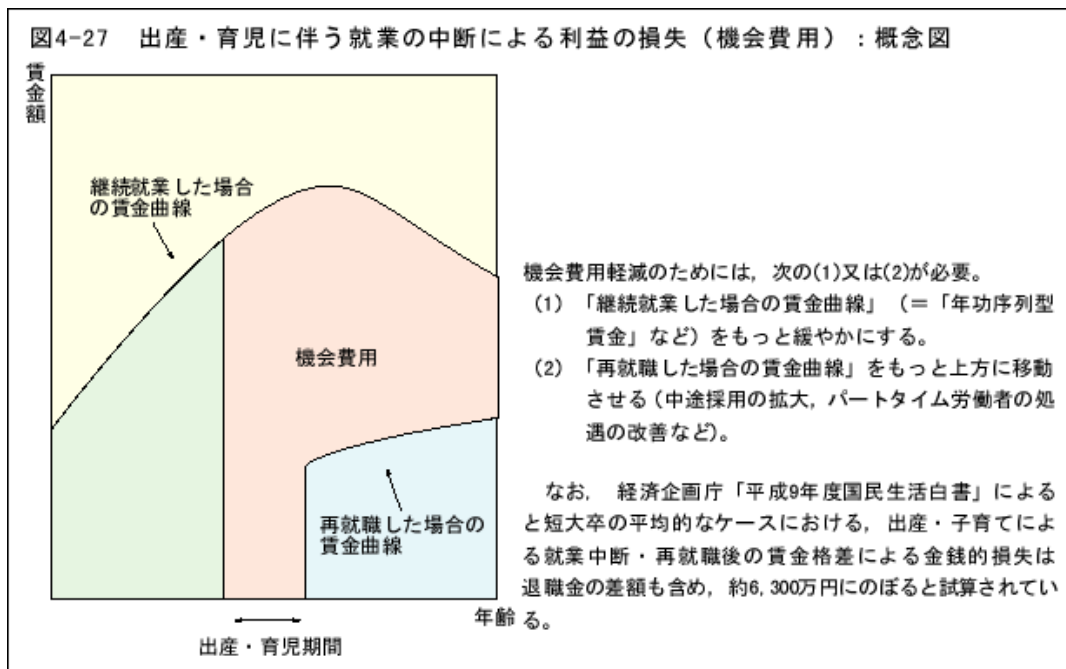 図4-27　出産・育児に伴う就業の中断による利益の損失（機会費用）：概念図
賃金額
継続就業した場合
の賃金曲線
機会費用
再就職した場合の
賃金曲線
年齢
出産・育児期間
機会費用軽減のためには，次の(1)又は(2)が必要。
(1)　「継続就業した場合の賃金曲線」（＝「年功序列型
賃金」など）をもっと緩やかにする。
(2)　「再就職した場合の賃金曲線」をもっと上方に移動
させる（中途採用の拡大，パートタイム労働者の処
遇の改善など）。
なお，　経済企画庁「平成9年度国民生活白書」による
と短大卒の平均的なケースにおける，出産・子育てによ
る就業中断・再就職後の賃金格差による金銭的損失は
退職金の差額も含め，約6,300万円にのぼると試算されてい
る。